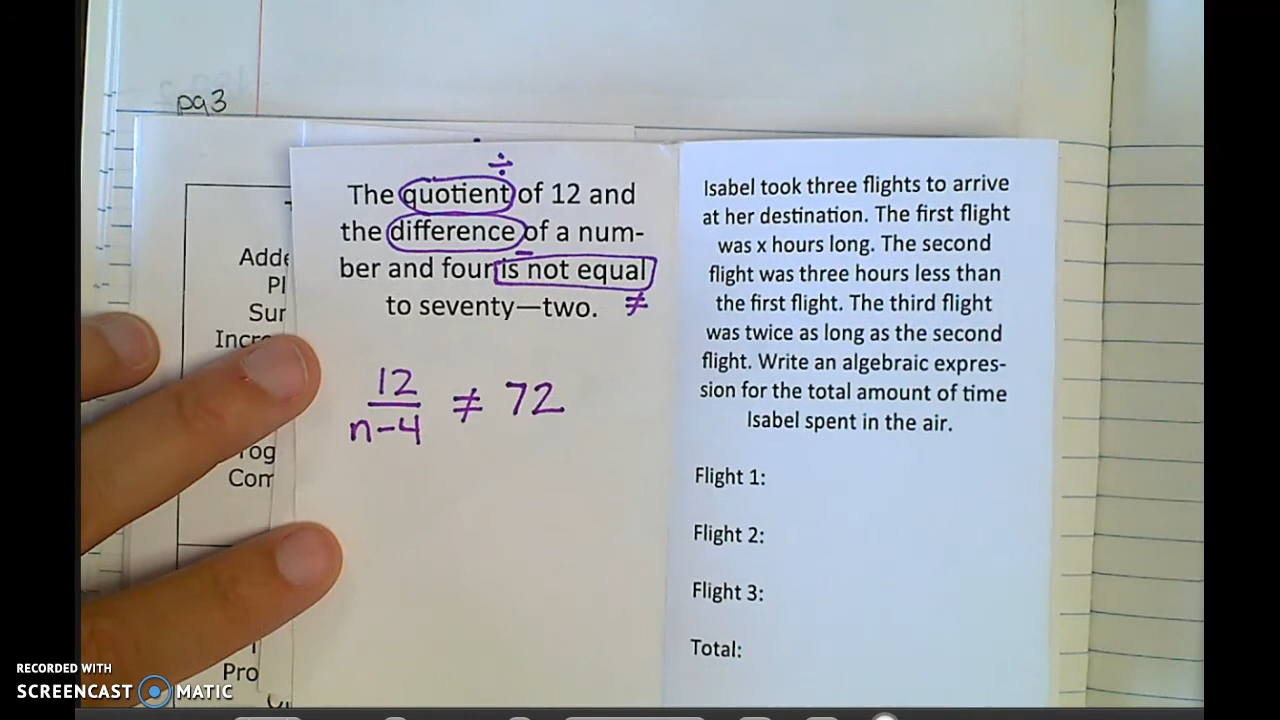 pg3
÷
The quotient of 12 and
the difference of a num-
−
ber and four is not equal
to seventy—two. ≠
12
n-4 ≠ 72
Isabel took three flights to arrive
at her destination. The first flight
was x hours long. The second
flight was three hours less than
the first flight. The third flight
was twice as long as the second
flight. Write an algebraic expres-
sion for the total amount of time
Isabel spent in the air.
Flight 1:
Flight 2:
Flight 3:
Total:
RECORDED WITH
SCREENCAST MATIC